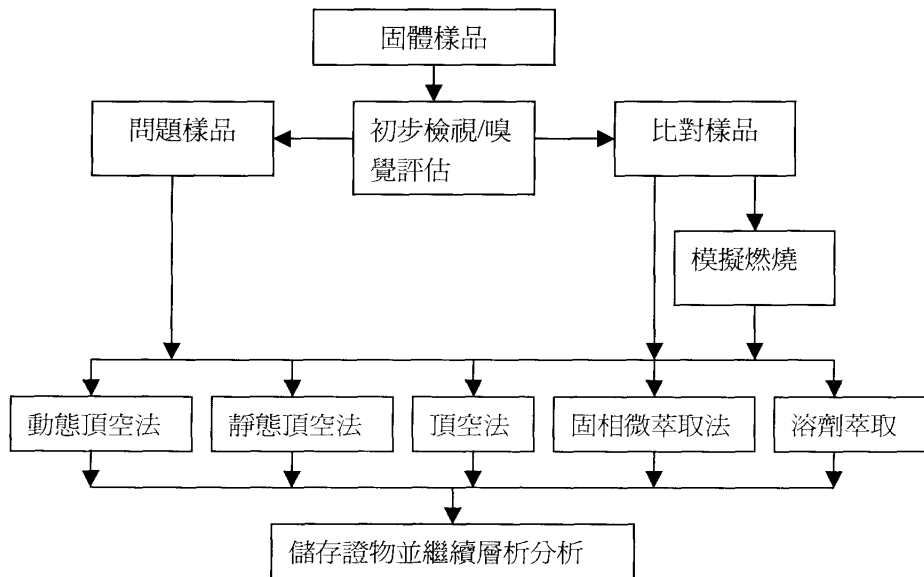 固體樣品
問題樣品
初步檢視/嗅
覺評估
比對樣品
模擬燃燒
動態頂空法
靜態頂空法
頂空法
固相微萃取法
溶劑萃取
儲存證物並繼續層析分析